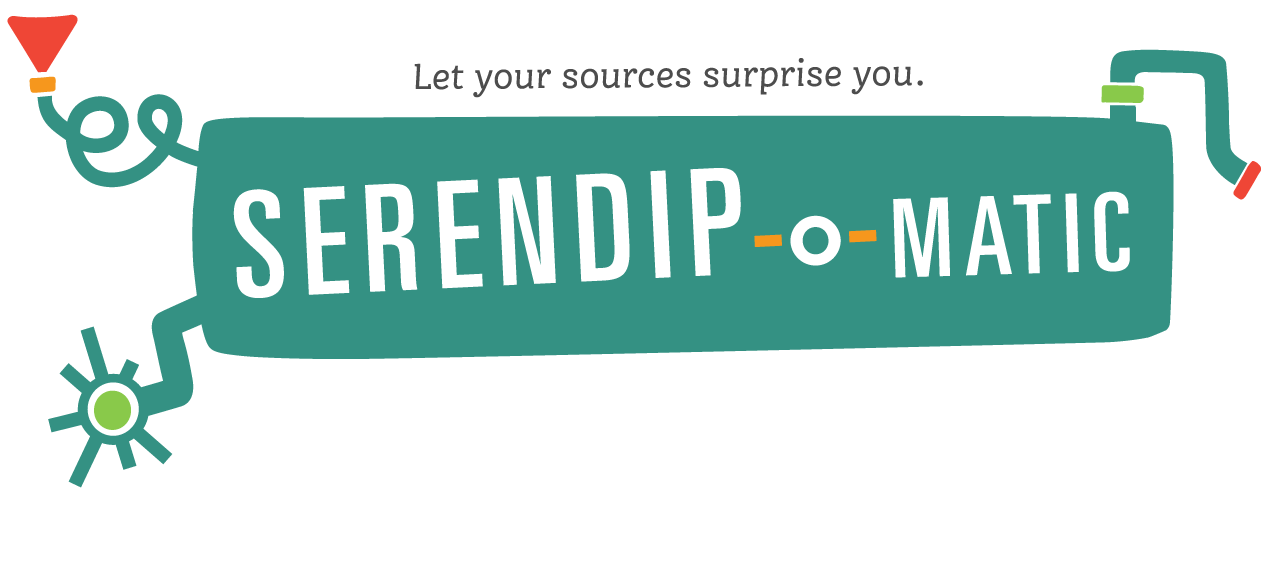 Let your sources surprise you.
SERENDIP-o-MATIC